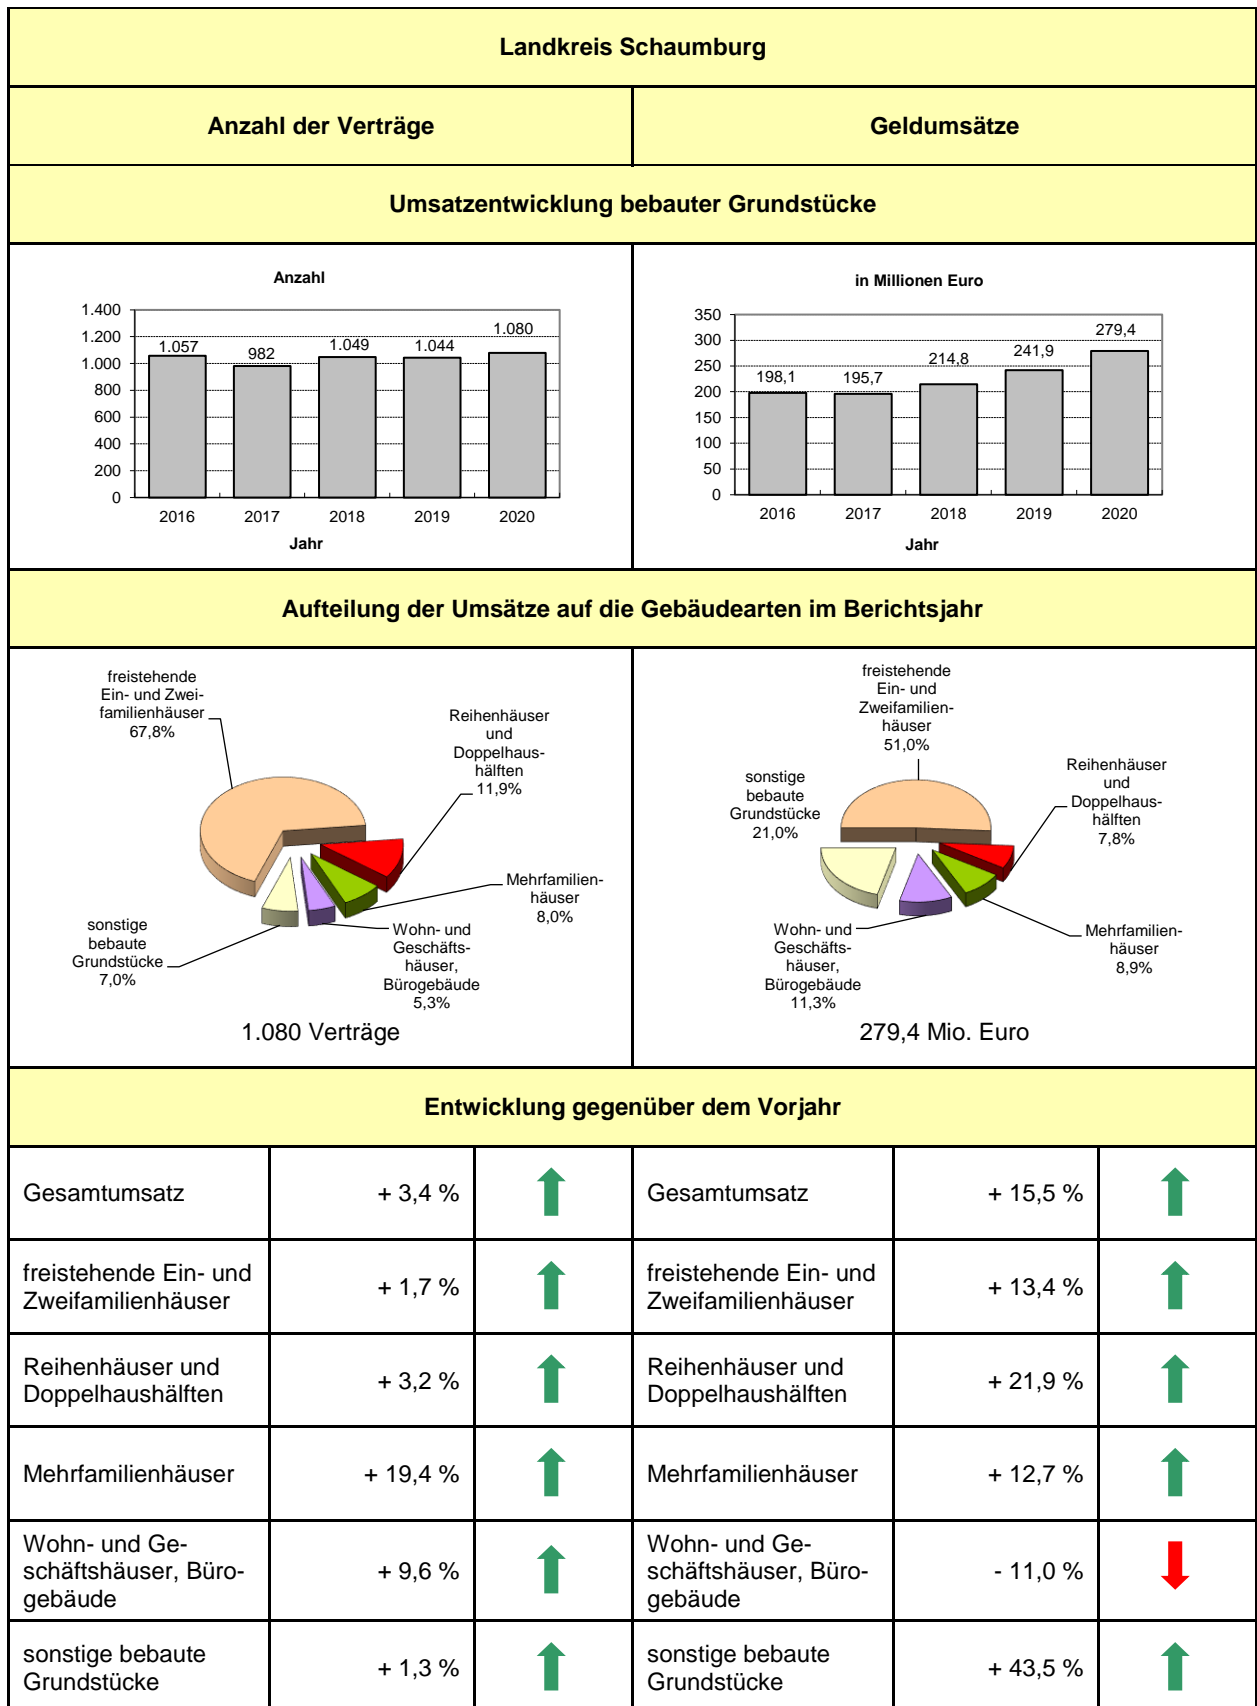 Landkreis Schaumburg
Anzahl der Verträge
Geldumsätze
Umsatzentwicklung bebauter Grundstücke
Anzahl
1.400
1.200
1.000
800
600
400
200
0
1.057
982
1.049
1.044
1.080
2016
2017
2018
2019
2020
Jahr
in Millionen Euro
350
300
250
200
150
100
50
0
198,1
195,7
214,8
241,9
279,4
2016
2017
2018
2019
2020
Jahr
Aufteilung der Umsätze auf die Gebäudearten im Berichtsjahr
freistehende
Ein- und Zwei-
familienhäuser
67,8%
Reihenhäuser
und
Doppelhaus-
hälften
11,9%
Mehrfamilien-
häuser
8,0%
Wohn- und
Geschäfts-
häuser,
Bürogebäude
5,3%
sonstige
bebaute
Grundstücke
7,0%
1.080 Verträge
freistehende
Ein- und
Zweifamilien-
häuser
51,0%
Reihenhäuser
und
Doppelhaus-
hälften
7,8%
Mehrfamilien-
häuser
8,9%
Wohn- und
Geschäfts-
häuser,
Bürogebäude
11,3%
sonstige
bebaute
Grundstücke
21,0%
279,4 Mio. Euro
Entwicklung gegenüber dem Vorjahr
Gesamtumsatz
+ 3,4 %
Gesamtumsatz
+ 15,5 %
freistehende Ein- und
Zweifamilienhäuser
+ 1,7 %
freistehende Ein- und
Zweifamilienhäuser
+ 13,4 %
Reihenhäuser und
Doppelhaushälften
+ 3,2 %
Reihenhäuser und
Doppelhaushälften
+ 21,9 %
Mehrfamilienhäuser
+ 19,4 %
Mehrfamilienhäuser
+ 12,7 %
Wohn- und Ge-
schäftshäuser, Büro-
gebäude
+ 9,6 %
Wohn- und Ge-
schäftshäuser, Büro-
gebäude
- 11,0 %
sonstige bebaute
Grundstücke
+ 1,3 %
sonstige bebaute
Grundstücke
+ 43,5 %